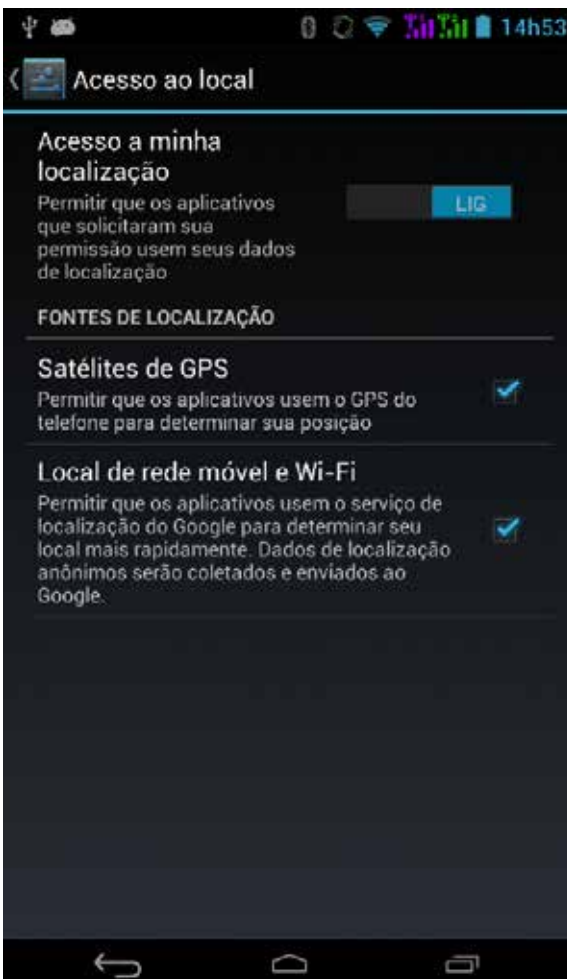 14h53
Acesso ao local
Acesso a minha
localização
Permitir que os aplicativos
que solicitaram sua
permissão usem seus dados
de localização
LIG
FONTES DE LOCALIZAÇÃO
Satélites de GPS
Permitir que os aplicativos usem o GPS do
telefone para determinar sua posição
Local de rede móvel e Wi-Fi
Permitir que os aplicativos usem o serviço de
localização do Google para determinar seu
local mais rapidamente. Dados de localização
anônimos serão coletados e enviados ao
Google.